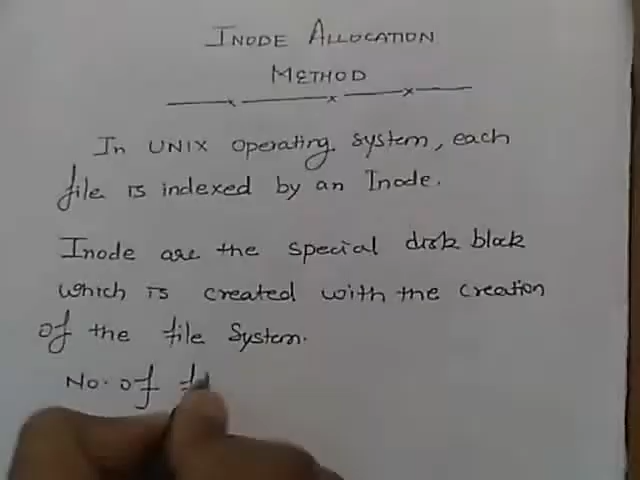 INODE ALLOCATION
METHOD
In UNIX Operating System, each
file is indexed by an Inode.
Inode are the special disk block
which is created with the creation
of the file System.
No. of